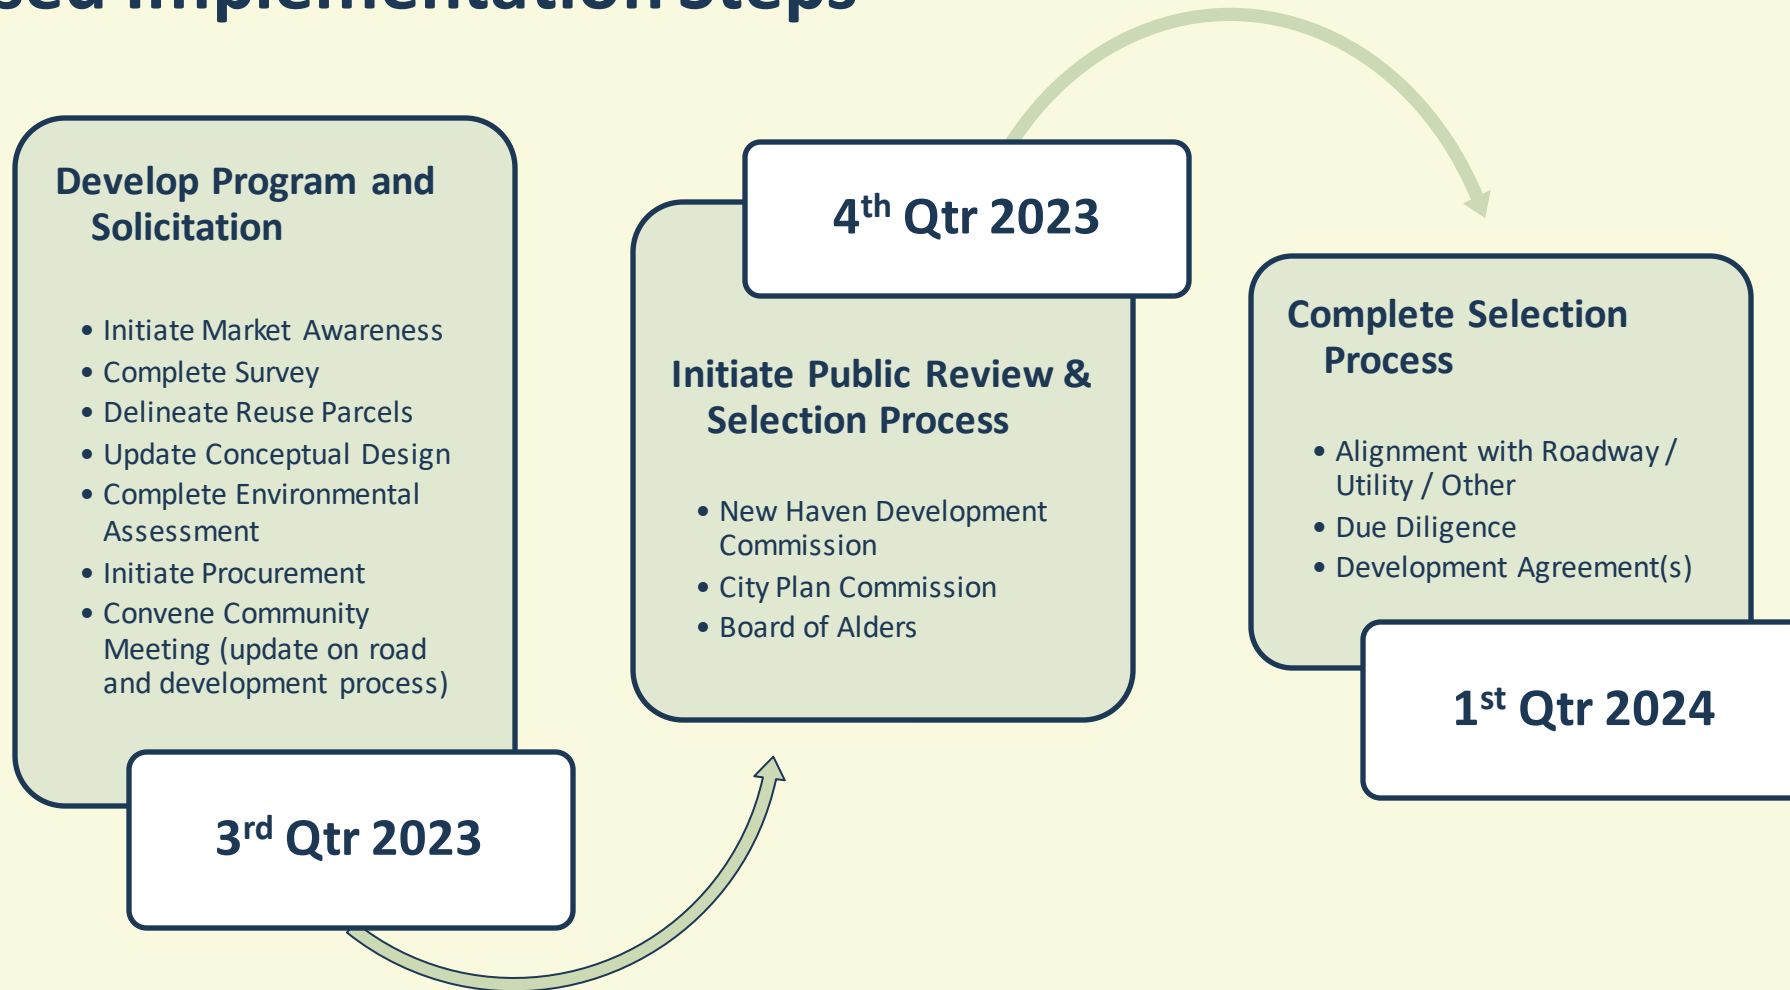 Implementation Steps
Develop Program and
Solicitation
• Initiate Market Awareness
• Complete Survey
• Delineate Reuse Parcels
• Update Conceptual Design
• Complete Environmental
Assessment
• Initiate Procurement
• Convene Community
Meeting (update on road
and development process)
3rd Qtr 2023
4th Qtr 2023
Initiate Public Review &
Selection Process
• New Haven Development
Commission
• City Plan Commission
• Board of Alders
Complete Selection
Process
• Alignment with Roadway /
Utility / Other
• Due Diligence
• Development Agreement(s)
1st Qtr 2024